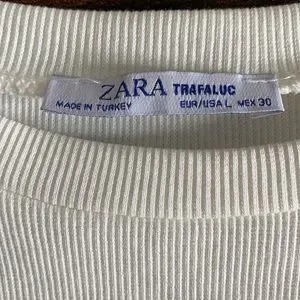 ZARA TRAFALUC
MADE IN TURKEY EUR/USA L MEX 30